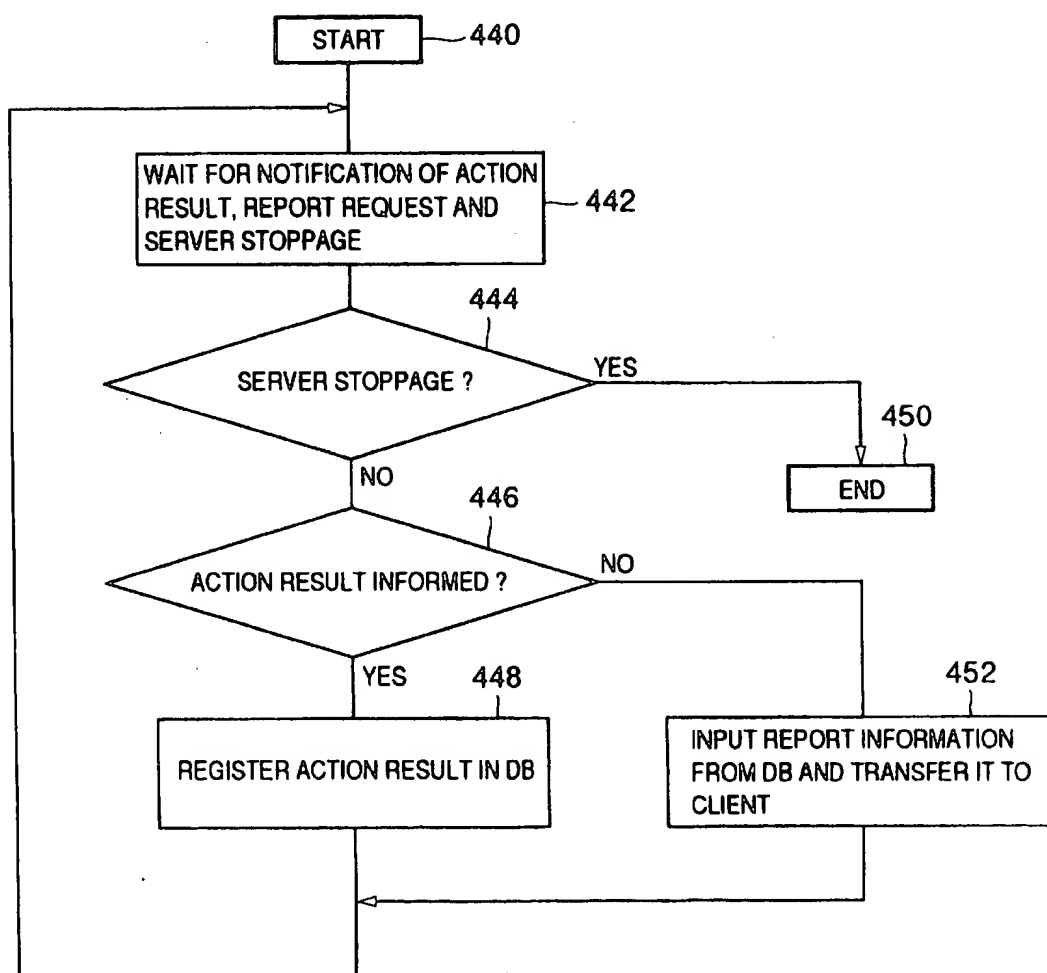 START
440
WAIT FOR NOTIFICATION OF ACTION
RESULT, REPORT REQUEST AND
SERVER STOPPAGE
442
444
SERVER STOPPAGE ?
YES
450
END
NO
446
ACTION RESULT INFORMED ?
NO
YES
448
REGISTER ACTION RESULT IN DB
452
INPUT REPORT INFORMATION
FROM DB AND TRANSFER IT TO
CLIENT